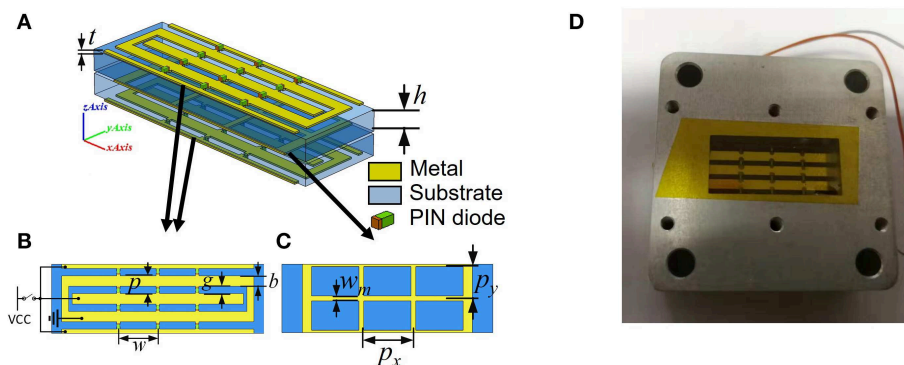 A
t
h
zAxis
yAxis
xAxis
Metal
Substrate
PIN diode
B
p
g
b
VCC
w
C
w_m
p_y
p_x
D